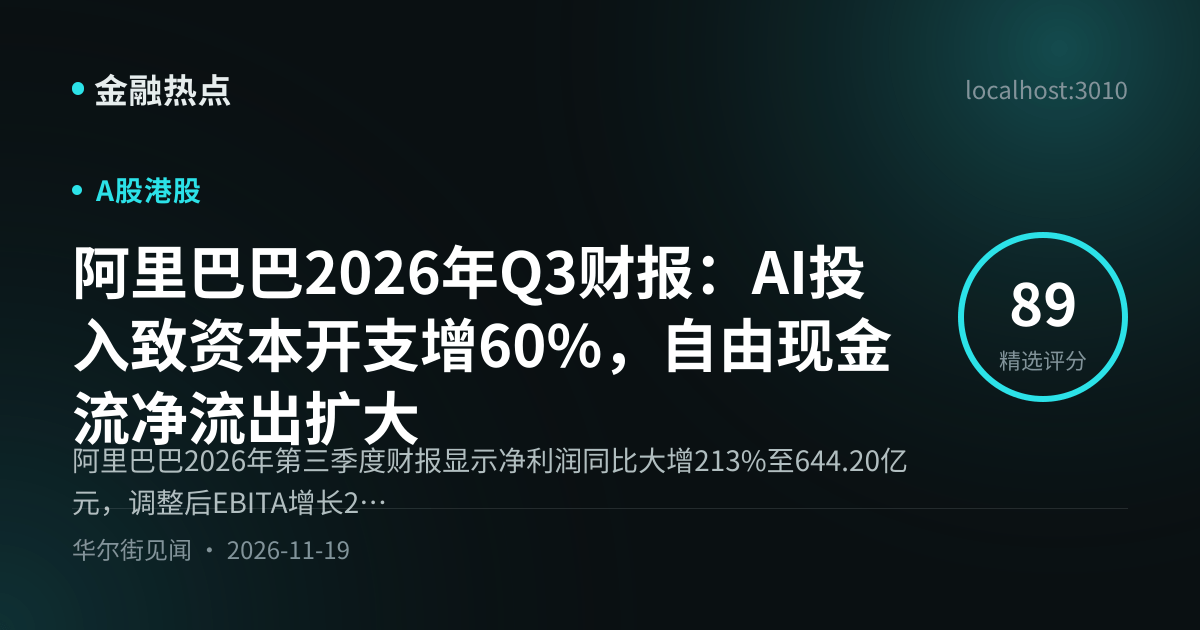 金融热点
localhost:3010
A股港股
阿里巴巴2026年Q3财报：AI投
入致资本开支增60%，自由现金
流净流出扩大
89
精选评分
阿里巴巴2026年第三季度财报显示净利润同比大增213%至644.20亿
元，调整后EBITA增长2…
华尔街见闻 · 2026-11-19